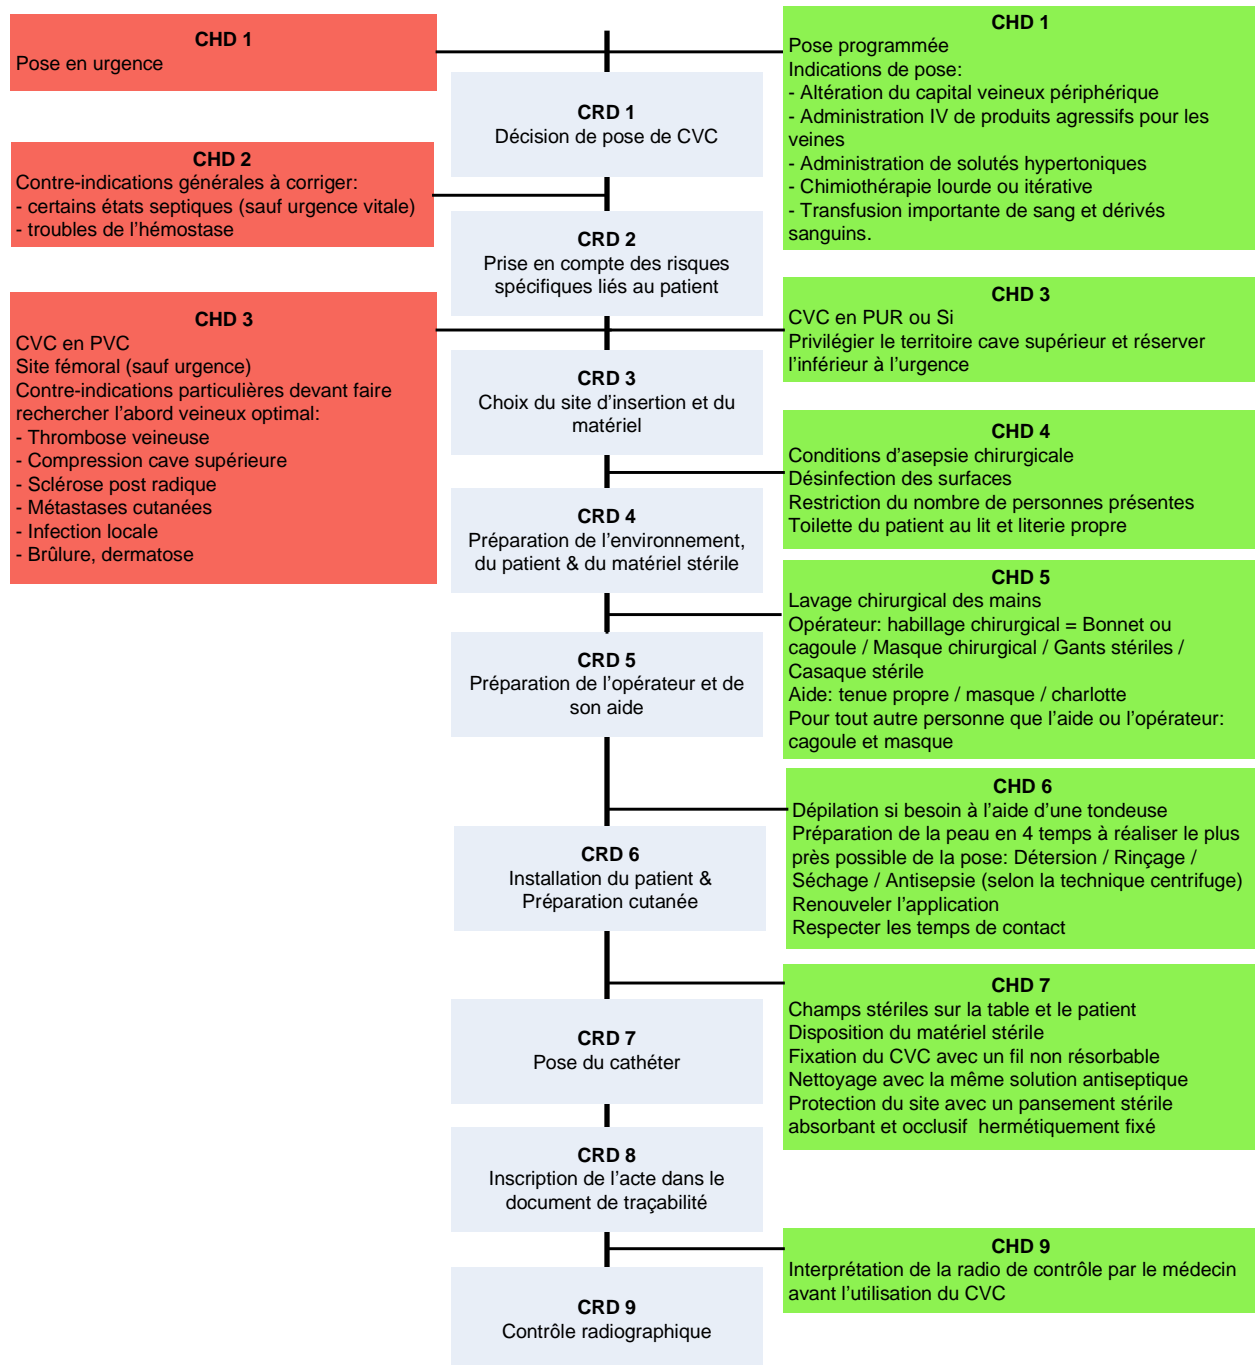 CHD 1
Pose en urgence
CHD 1
Pose programmée
Indications de pose:
- Altération du capital veineux périphérique
- Administration IV de produits agressifs pour les
veines
- Administration de solutés hypertoniques
- Chimiothérapie lourde ou itérative
- Transfusion importante de sang et dérivés
sanguins.
CRD 1
Décision de pose de CVC
CHD 2
Contre-indications générales à corriger:
- certains états septiques (sauf urgence vitale)
- troubles de l'hémostase
CRD 2
Prise en compte des risques
spécifiques liés au patient
CHD 3
CVC en PVC
Site fémoral (sauf urgence)
Contre-indications particulières devant faire
rechercher l'abord veineux optimal:
- Thrombose veineuse
- Compression cave supérieure
- Sclérose post radique
- Métastases cutanées
- Infection locale
- Brûlure, dermatose
CHD 3
CVC en PUR ou Si
Privilégier le territoire cave supérieur et réserver
l'inférieur à l'urgence
CRD 3
Choix du site d'insertion et du
matériel
CHD 4
Conditions d'asepsie chirurgicale
Désinfection des surfaces
Restriction du nombre de personnes présentes
Toilette du patient au lit et literie propre
CRD 4
Préparation de l'environnement,
du patient & du matériel stérile
CHD 5
Lavage chirurgical des mains
Opérateur: habillage chirurgical = Bonnet ou
cagoule / Masque chirurgical / Gants stériles /
Casaque stérile
Aide: tenue propre / masque / charlotte
Pour tout autre personne que l'aide ou l'opérateur:
cagoule et masque
CRD 5
Préparation de l'opérateur et de
son aide
CHD 6
Dépilation si besoin à l'aide d'une tondeuse
Préparation de la peau en 4 temps à réaliser le plus
près possible de la pose: Détersion / Rinçage /
Séchage / Antisepsie (selon la technique centrifuge)
Renouveler l'application
Respecter les temps de contact
CRD 6
Installation du patient &
Préparation cutanée
CHD 7
Champs stériles sur la table et le patient
Disposition du matériel stérile
Fixation du CVC avec un fil non résorbable
Nettoyage avec la même solution antiseptique
Protection du site avec un pansement stérile
absorbant et occlusif hermétiquement fixé
CRD 7
Pose du cathéter
CRD 8
Inscription de l'acte dans le
document de traçabilité
CHD 9
Interprétation de la radio de contrôle par le médecin
avant l'utilisation du CVC
CRD 9
Contrôle radiographique